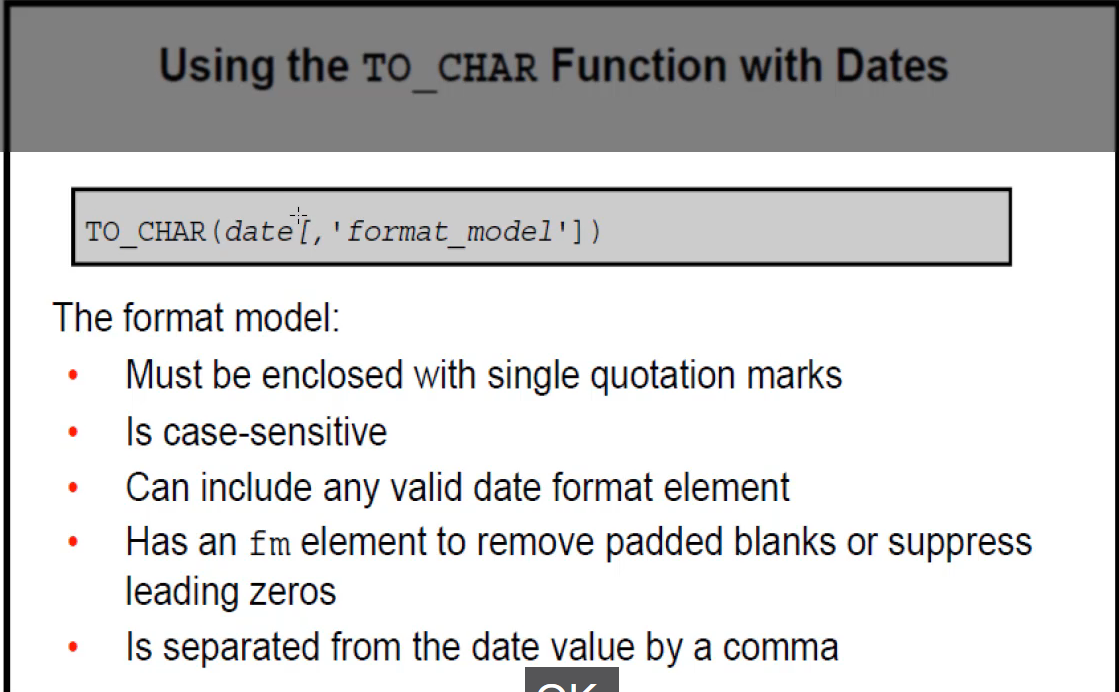 Using the TO_CHAR Function with Dates
TO_CHAR(date[,'format_model'])
The format model:
• Must be enclosed with single quotation marks
• Is case-sensitive
• Can include any valid date format element
• Has an fm element to remove padded blanks or suppress
leading zeros
• Is separated from the date value by a comma
OK